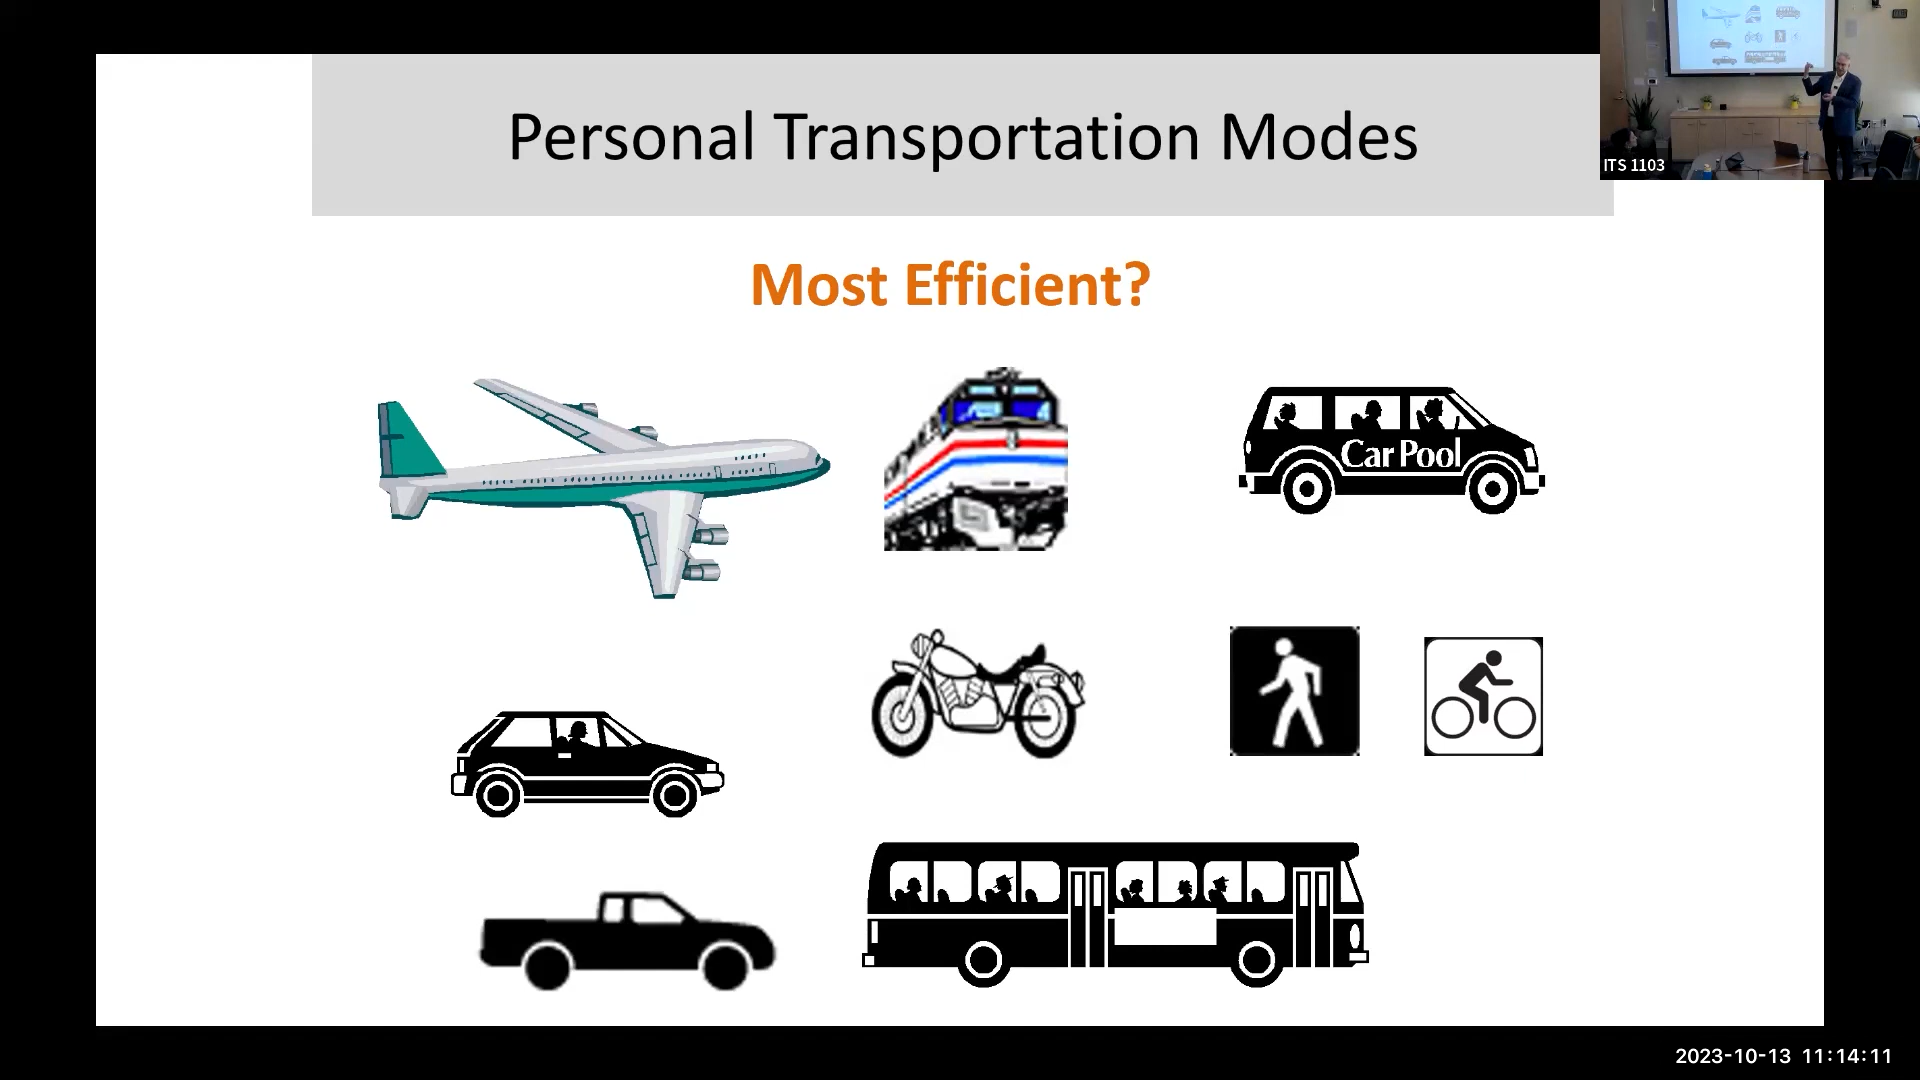 Personal Transportation Modes
ITS 1103
Most Efficient?
Car Pool
2023-10-13 11:14:11